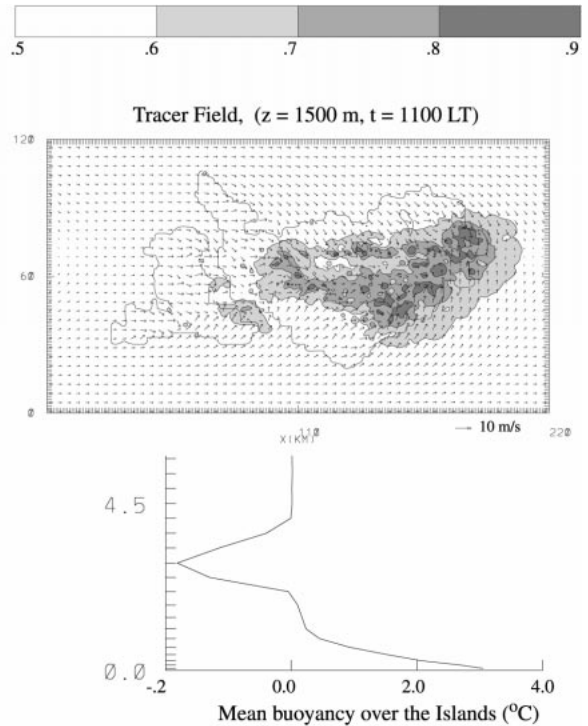 .5 .6 .7 .8 .9
Tracer Field, (z = 1500 m, t = 1100 LT)
120
60
0
110 220
X(KM)
10 m/s
4.5
0.0
-.2 0.0 2.0 4.0
Mean buoyancy over the Islands (°C)